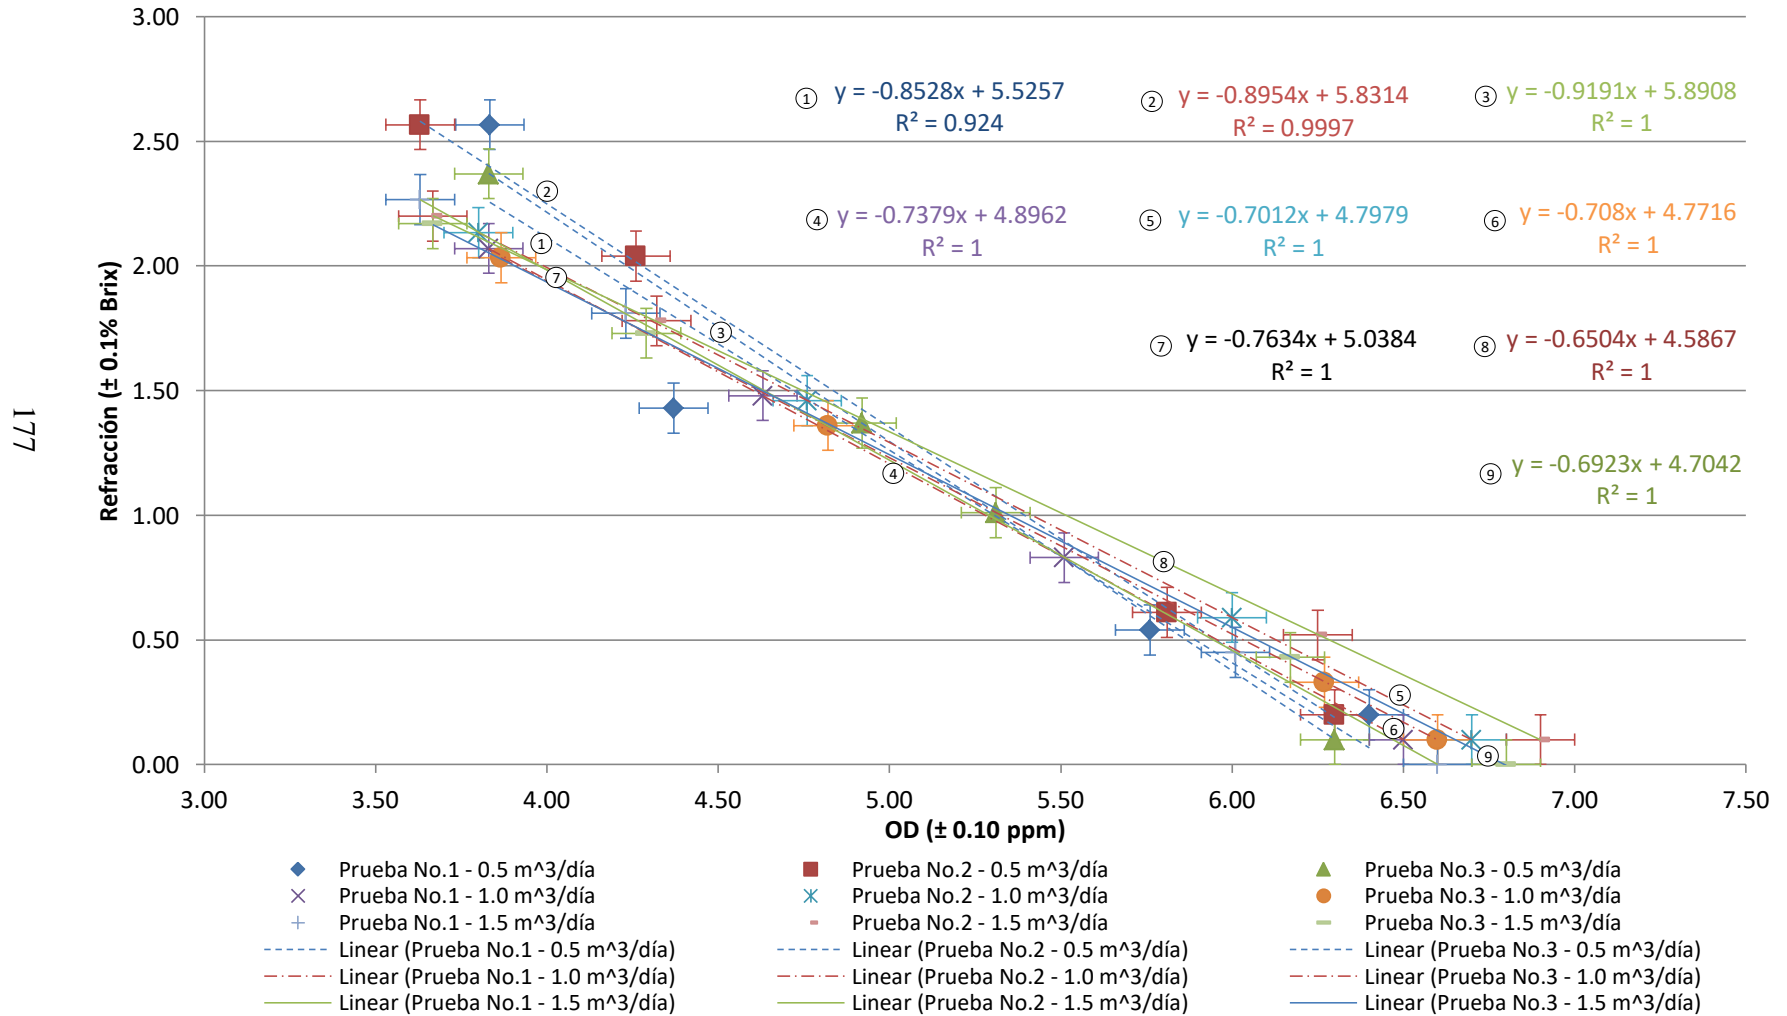 3.00
2.50
2.00
1.50
1.00
0.50
0.00
Refracción (± 0.1% Brix)
177
① y = -0.8528x + 5.5257
R² = 0.924
② y = -0.8954x + 5.8314
R² = 0.9997
③ y = -0.9191x + 5.8908
R² = 1
④ y = -0.7379x + 4.8962
R² = 1
⑤ y = -0.7012x + 4.7979
R² = 1
⑥ y = -0.708x + 4.7716
R² = 1
⑦ y = -0.7634x + 5.0384
R² = 1
⑧ y = -0.6504x + 4.5867
R² = 1
⑨ y = -0.6923x + 4.7042
R² = 1
②
①
⑦
③
④
⑧
⑤
⑥
⑨
3.00 3.50 4.00 4.50 5.00 5.50 6.00 6.50 7.00 7.50
OD (± 0.10 ppm)
Prueba No.1 - 0.5 m^3/día Prueba No.2 - 0.5 m^3/día Prueba No.3 - 0.5 m^3/día
Prueba No.1 - 1.0 m^3/día Prueba No.2 - 1.0 m^3/día Prueba No.3 - 1.0 m^3/día
Prueba No.1 - 1.5 m^3/día Prueba No.2 - 1.5 m^3/día Prueba No.3 - 1.5 m^3/día
Linear (Prueba No.1 - 0.5 m^3/día) Linear (Prueba No.2 - 0.5 m^3/día) Linear (Prueba No.3 - 0.5 m^3/día)
Linear (Prueba No.1 - 1.0 m^3/día) Linear (Prueba No.2 - 1.0 m^3/día) Linear (Prueba No.3 - 1.0 m^3/día)
Linear (Prueba No.1 - 1.5 m^3/día) Linear (Prueba No.2 - 1.5 m^3/día) Linear (Prueba No.3 - 1.5 m^3/día)